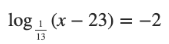 log_{1/13} (x − 23) = −2